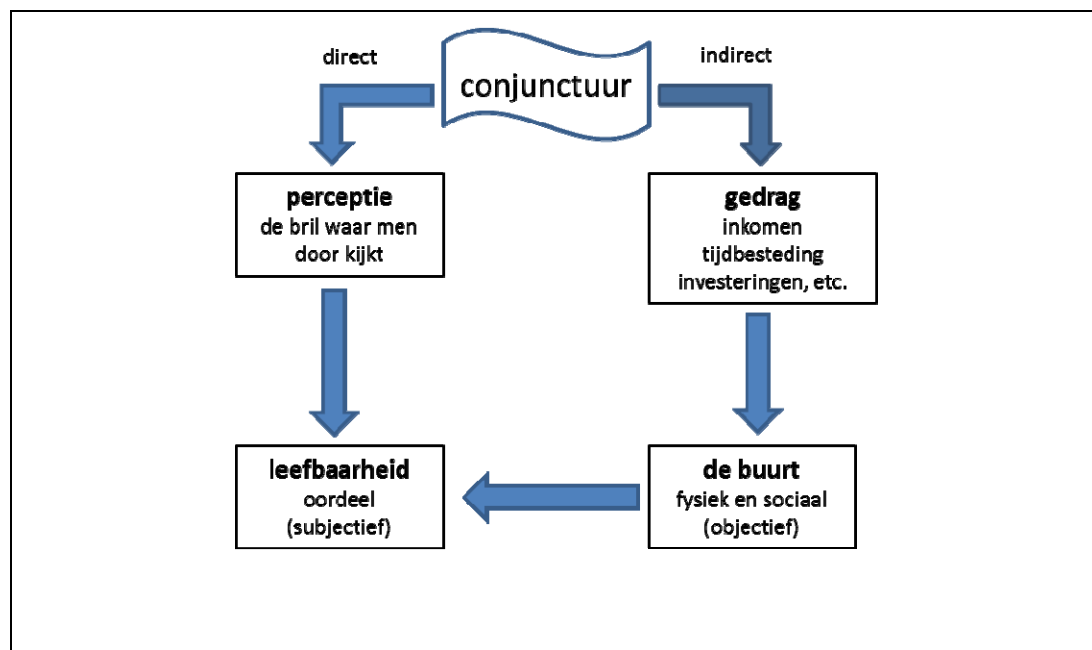 direct
conjunctuur
indirect
perceptie
de bril waar men
door kijkt
gedrag
inkomen
tijdbesteding
investeringen, etc.
leefbaarheid
oordeel
(subjectief)
de buurt
fysiek en sociaal
(objectief)